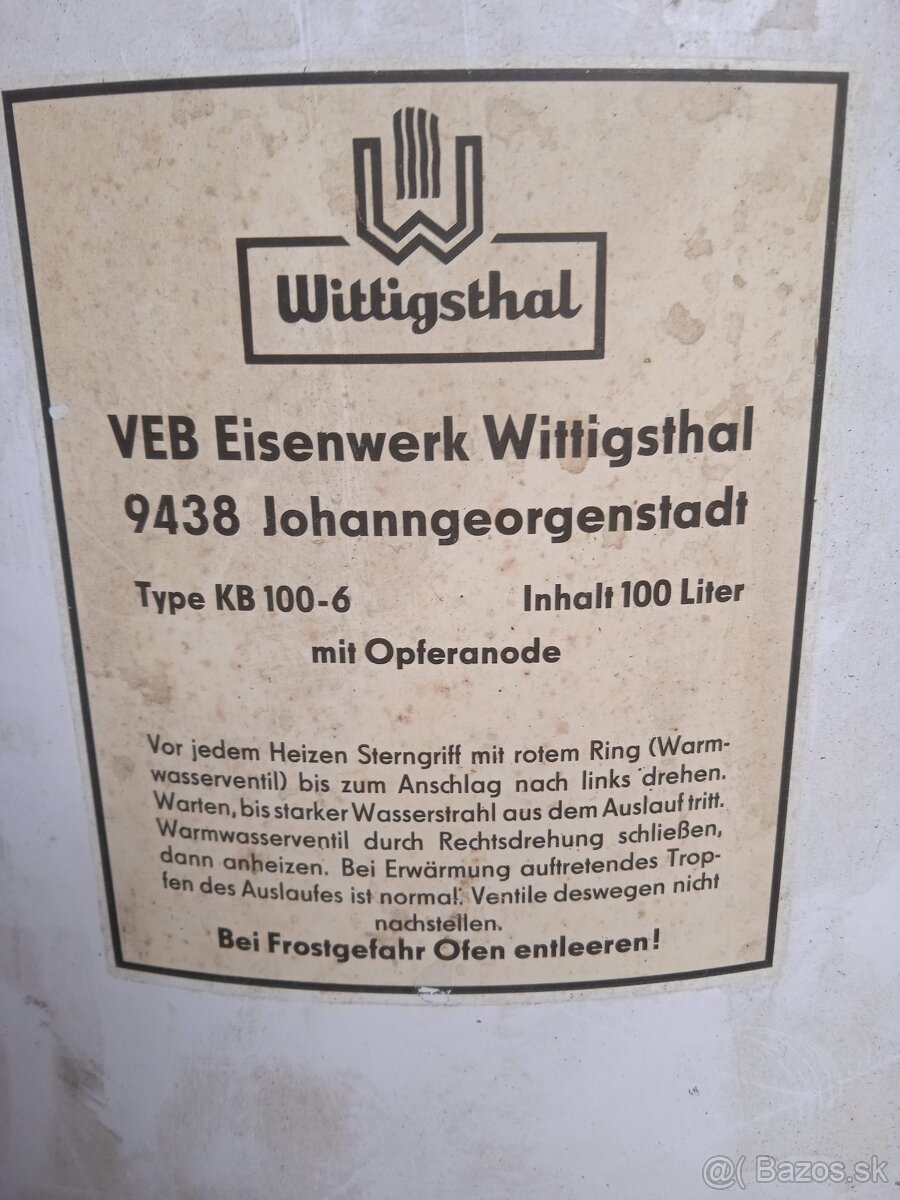 Wittigsthal
VEB Eisenwerk Wittigsthal
9438 Johanngeorgenstadt
Type KB 100-6 Inhalt 100 Liter
mit Opferanode
Vor jedem Heizen Sterngriff mit rotem Ring (Warm-
wasserventil) bis zum Anschlag nach links drehen.
Warten, bis starker Wasserstrahl aus dem Auslauf tritt.
Warmwasserventil durch Rechtsdrehung schließen,
dann anheizen. Bei Erwärmung auftretendes Trop-
fen des Auslaufes ist normal. Ventile deswegen nicht
nachstellen.
Bei Frostgefahr Ofen entleeren!
@( Bazos.sk